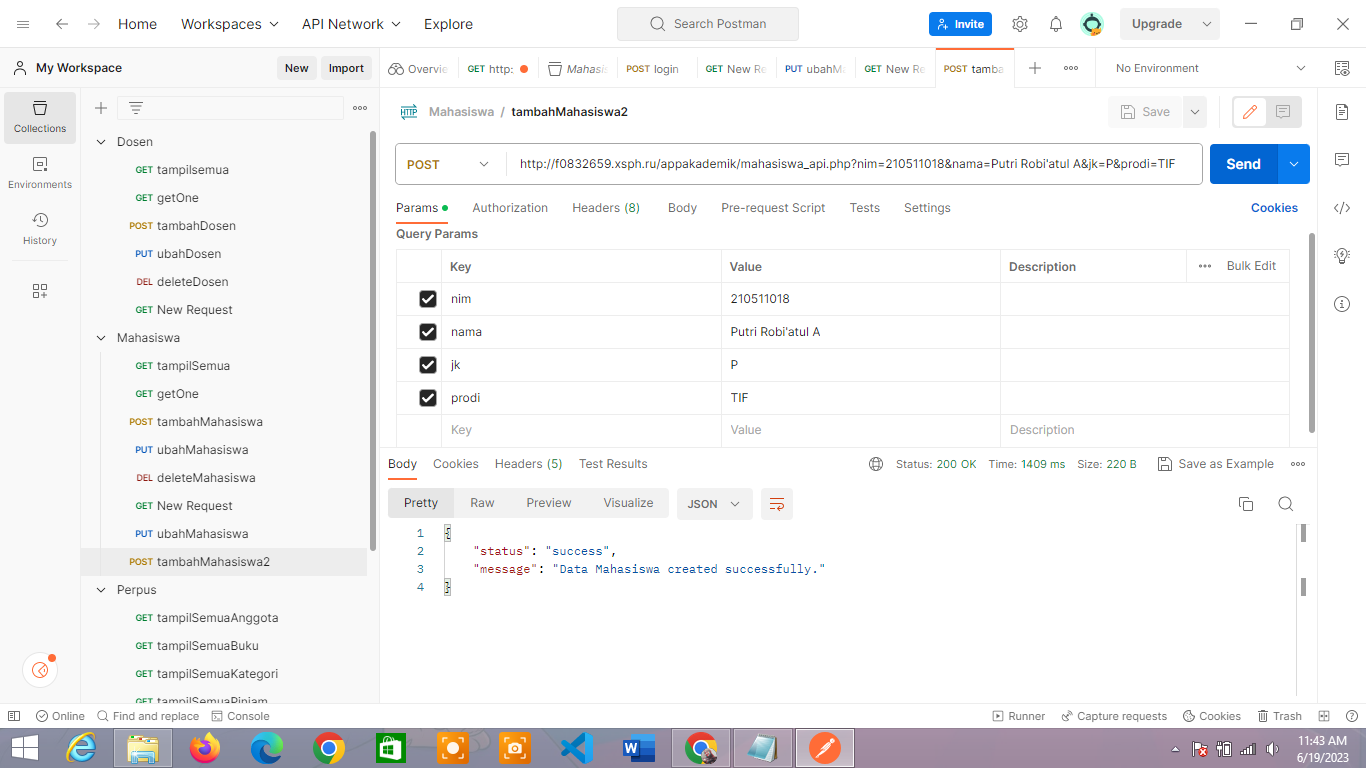 Home Workspaces API Network Explore Search Postman Invite Upgrade
My Workspace New Import Overvie GET http: Mahasis POST login GET New Re PUT ubahMa GET New Re POST tamba No Environment
Collections
Environments
History
Dosen
GET tampilsemua
GET getOne
POST tambahDosen
PUT ubahDosen
DEL deleteDosen
GET New Request
Mahasiswa
GET tampilSemua
GET getOne
POST tambahMahasiswa
PUT ubahMahasiswa
DEL deleteMahasiswa
GET New Request
PUT ubahMahasiswa
POST tambahMahasiswa2
Perpus
GET tampilSemuaAnggota
GET tampilSemuaBuku
GET tampilSemuaKategori
GET tampilSemuaPinjam
HTTP Mahasiswa / tambahMahasiswa2 Save
POST http://f0832659.xsph.ru/appakademik/mahasiswa_api.php?nim=210511018&nama=Putri Robi'atul A&jk=P&prodi=TIF Send
Params Authorization Headers (8) Body Pre-request Script Tests Settings Cookies
Query Params
Key Value Description Bulk Edit
nim 210511018
nama Putri Robi'atul A
jk P
prodi TIF
Key Value Description
Body Cookies Headers (5) Test Results Status: 200 OK Time: 1409 ms Size: 220 B Save as Example
Pretty Raw Preview Visualize JSON
1 {
2 "status": "success",
3 "message": "Data Mahasiswa created successfully."
4 }
Online Find and replace Console Runner Capture requests Cookies Trash
11:43 AM
6/19/2023